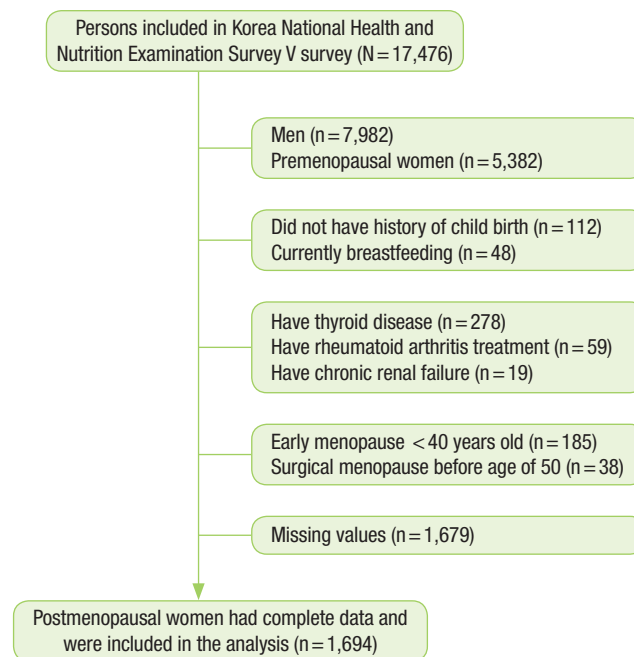 Persons included in Korea National Health and
Nutrition Examination Survey V survey (N=17,476)
Men (n=7,982)
Premenopausal women (n=5,382)
Did not have history of child birth (n=112)
Currently breastfeeding (n=48)
Have thyroid disease (n=278)
Have rheumatoid arthritis treatment (n=59)
Have chronic renal failure (n=19)
Early menopause <40 years old (n=185)
Surgical menopause before age of 50 (n=38)
Missing values (n=1,679)
Postmenopausal women had complete data and
were included in the analysis (n=1,694)